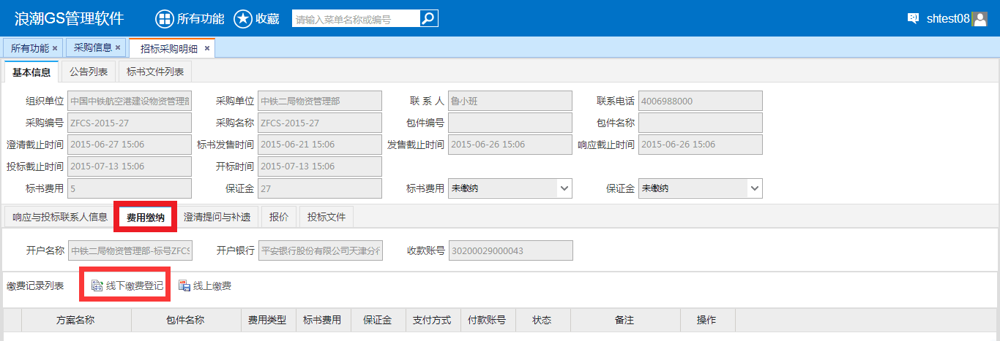 浪潮GS管理软件 所有功能 收藏 请输入菜单名称或编号 shtest08
所有功能 × 采购信息 × 招标采购明细 ×
基本信息 公告列表 标书文件列表
组织单位 中国中铁航空港建设物资管理部 采购单位 中铁二局物资管理部 联 系 人 鲁小班 联系电话 4006988000
采购编号 ZFCS-2015-27 采购名称 ZFCS-2015-27 包件编号 包件名称
澄清截止时间 2015-06-27 15:06 标书发售时间 2015-06-21 15:06 发售截止时间 2015-06-26 15:06 响应截止时间 2015-06-26 15:06
投标截止时间 2015-07-13 15:06 开标时间 2015-07-13 15:06
标书费用 5 保证金 27 标书费用 未缴纳 保证金 未缴纳
响应与投标联系人信息 费用缴纳 澄清提问与补遗 报价 投标文件
开户名称 中铁二局物资管理部-标号ZFCS 开户银行 平安银行股份有限公司天津分行 收款账号 30200029000043
缴费记录列表 线下缴费登记 线上缴费
方案名称 包件名称 费用类型 标书费用 保证金 支付方式 付款账号 状态 备注 操作